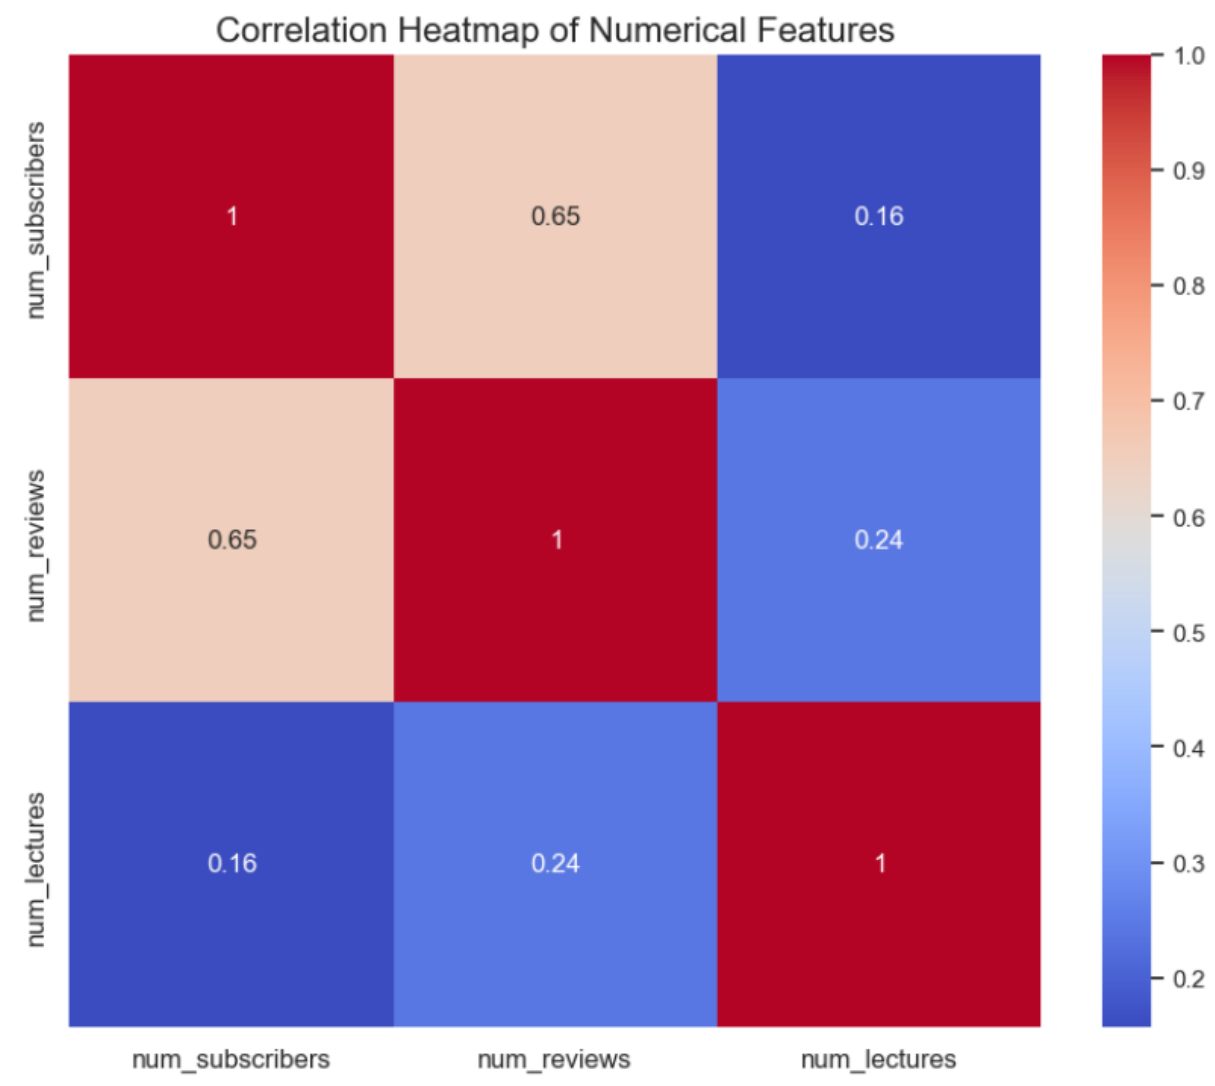 Correlation Heatmap of Numerical Features
num_subscribers
1
0.65
0.16
num_reviews
0.65
1
0.24
num_lectures
0.16
0.24
1
num_subscribers
num_reviews
num_lectures
1.0
0.9
0.8
0.7
0.6
0.5
0.4
0.3
0.2